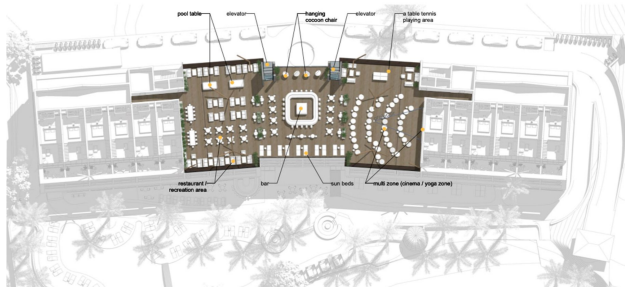 pool table
elevator
hanging
cocoon chair
elevator
a table tennis
playing area
restaurant /
recreation area
bar
sun beds
multi zone (cinema / yoga zone)